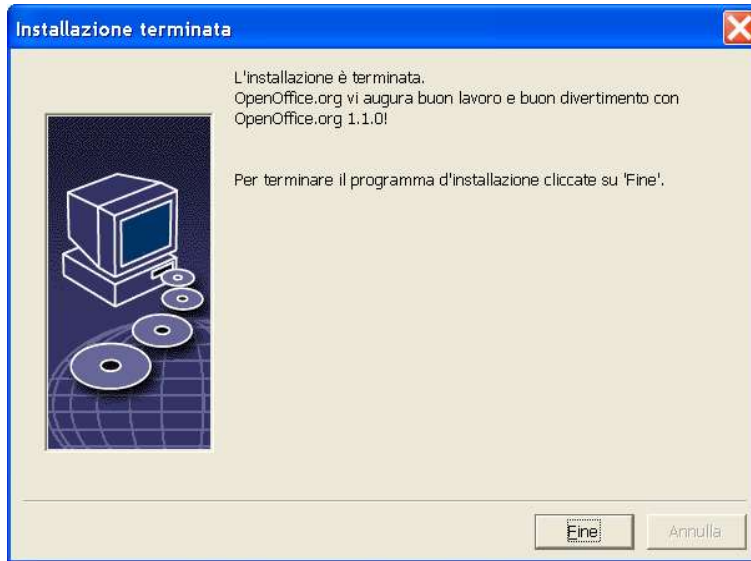 Installazione terminata
L'installazione è terminata.
OpenOffice.org vi augura buon lavoro e buon divertimento con
OpenOffice.org 1.1.0!
Per terminare il programma d'installazione cliccate su 'Fine'.
Fine
Annulla